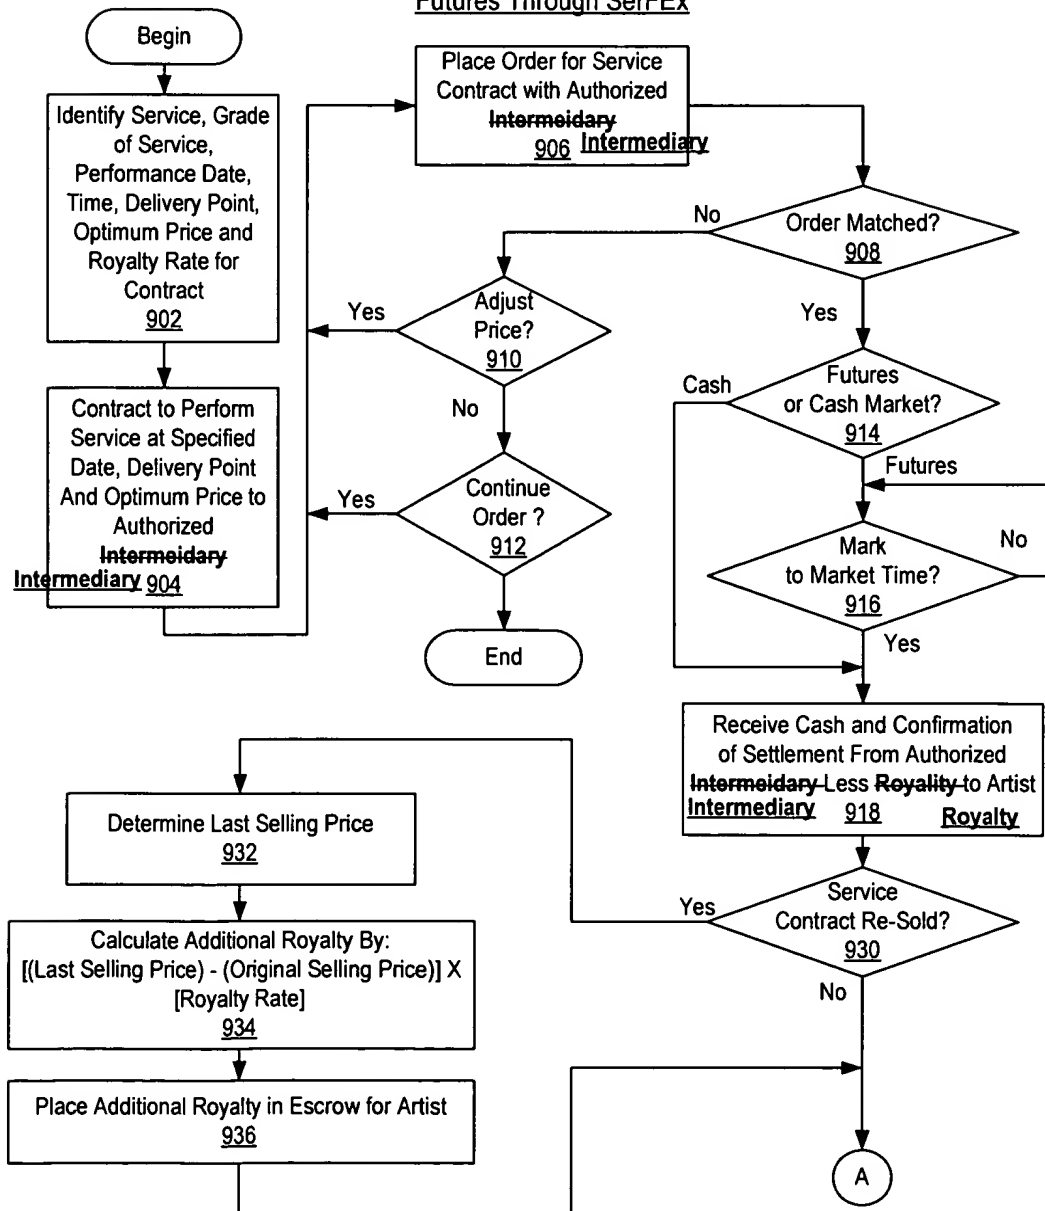 Futures Through SerFEx
Begin
Identify Service, Grade
of Service,
Performance Date,
Time, Delivery Point,
Optimum Price and
Royalty Rate for
Contract
902
Contract to Perform
Service at Specified
Date, Delivery Point
And Optimum Price to
Authorized
Intermeidary
Intermediary 904
Place Order for Service
Contract with Authorized
Intermeidary
906 Intermediary
Order Matched?
908
No
Yes
Adjust
Price?
910
Yes
No
Continue
Order ?
912
Yes
End
Futures
or Cash Market?
914
Cash
Futures
Mark
to Market Time?
916
No
Yes
Receive Cash and Confirmation
of Settlement From Authorized
Intermeidary Less Royality to Artist
Intermediary 918 Royalty
Service
Contract Re-Sold?
930
Yes
No
Determine Last Selling Price
932
Calculate Additional Royalty By:
[(Last Selling Price) - (Original Selling Price)] X
[Royalty Rate]
934
Place Additional Royalty in Escrow for Artist
936
A